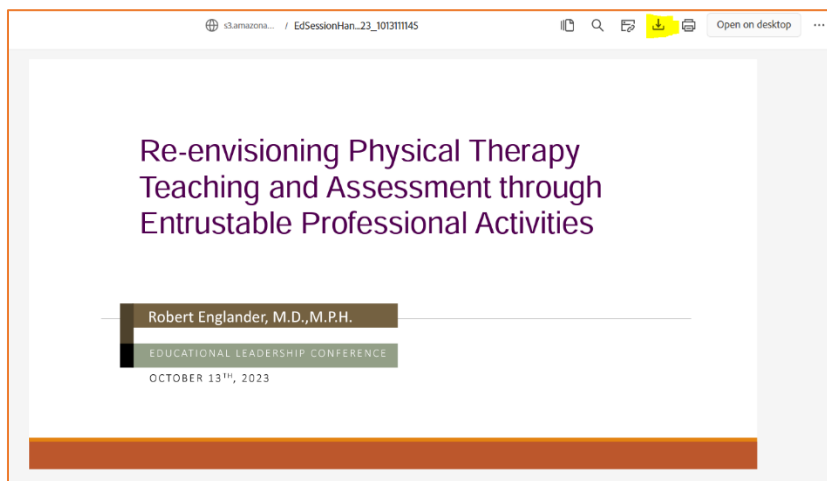 s3.amazona... / EdSessionHan...23_1013111145
Open on desktop ...
Re-envisioning Physical Therapy
Teaching and Assessment through
Entrustable Professional Activities
Robert Englander, M.D.,M.P.H.
EDUCATIONAL LEADERSHIP CONFERENCE
OCTOBER 13TH, 2023